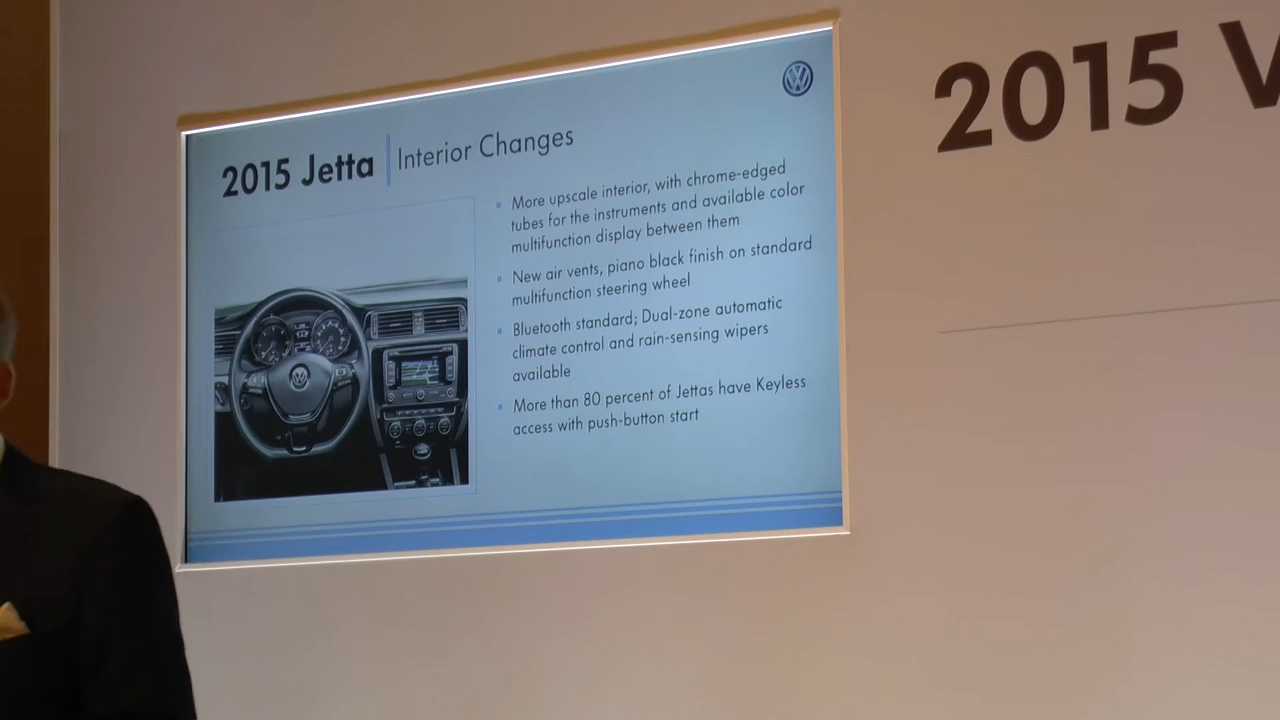 2015 Jetta | Interior Changes
More upscale interior, with chrome-edged
tubes for the instruments and available color
multifunction display between them
New air vents, piano black finish on standard
multifunction steering wheel
Bluetooth standard; Dual-zone automatic
climate control and rain-sensing wipers
available
More than 80 percent of Jettas have Keyless
access with push-button start
2015 V